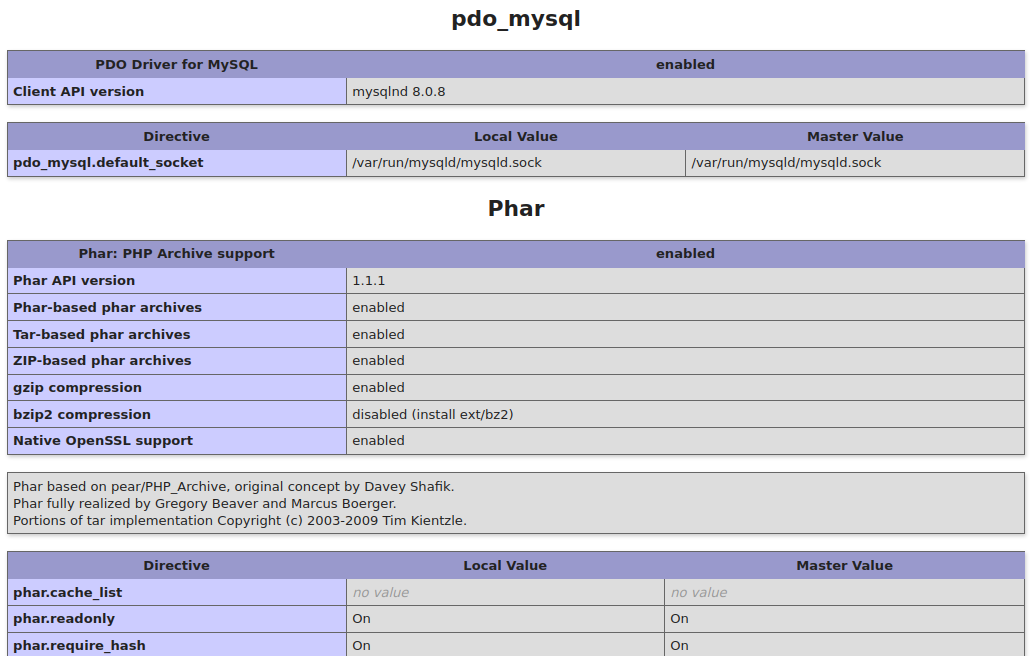 pdo_mysql
PDO Driver for MySQL enabled
Client API version mysqlnd 8.0.8
Directive Local Value Master Value
pdo_mysql.default_socket /var/run/mysqld/mysqld.sock /var/run/mysqld/mysqld.sock
Phar
Phar: PHP Archive support enabled
Phar API version 1.1.1
Phar-based phar archives enabled
Tar-based phar archives enabled
ZIP-based phar archives enabled
gzip compression enabled
bzip2 compression disabled (install ext/bz2)
Native OpenSSL support enabled
Phar based on pear/PHP_Archive, original concept by Davey Shafik.
Phar fully realized by Gregory Beaver and Marcus Boerger.
Portions of tar implementation Copyright (c) 2003-2009 Tim Kientzle.
Directive Local Value Master Value
phar.cache_list no value no value
phar.readonly On On
phar.require_hash On On